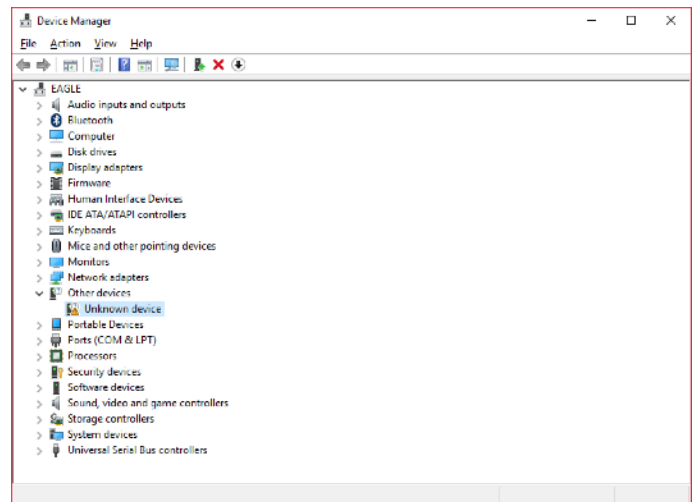 Device Manager
File Action View Help
EAGLE
Audio inputs and outputs
Bluetooth
Computer
Disk drives
Display adapters
Firmware
Human Interface Devices
IDE ATA/ATAPI controllers
Keyboards
Mice and other pointing devices
Monitors
Network adapters
Other devices
Unknown device
Portable Devices
Ports (COM & LPT)
Processors
Security devices
Software devices
Sound, video and game controllers
Storage controllers
System devices
Universal Serial Bus controllers